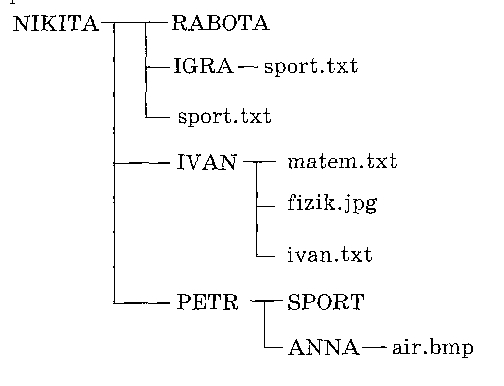 NIKITA RABOTA
IGRA sport.txt
sport.txt
IVAN matem.txt
fizik.jpg
ivan.txt
PETR SPORT
ANNA air.bmp